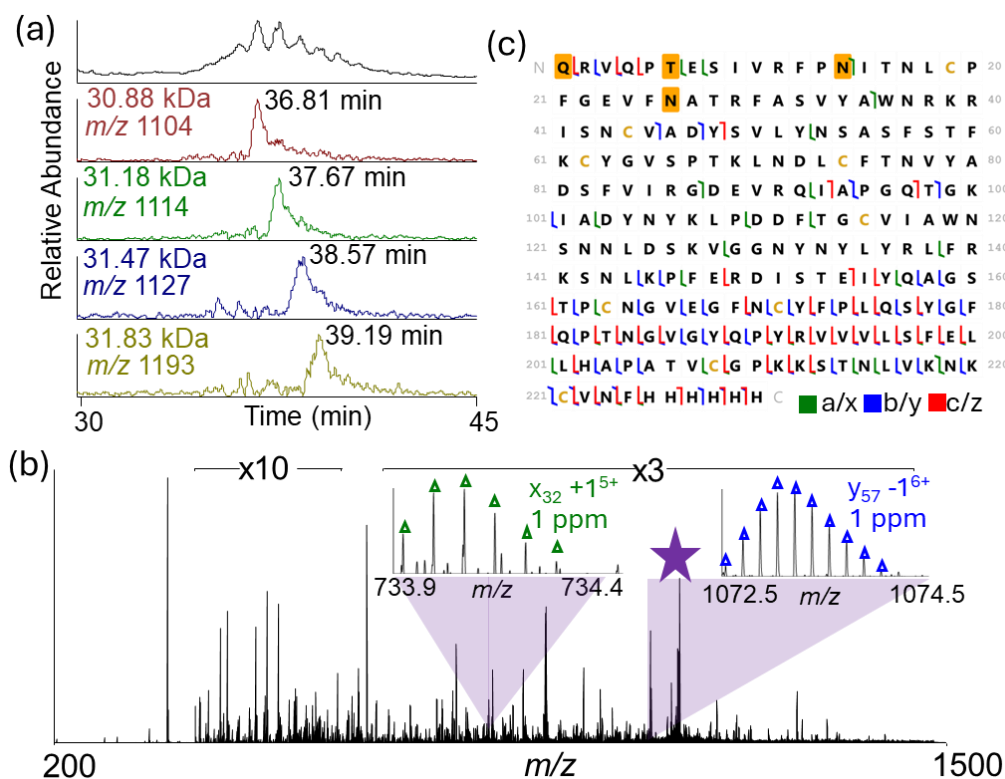 (a)
Relative Abundance
30.88 kDa
m/z 1104
36.81 min
31.18 kDa
m/z 1114
37.67 min
31.47 kDa
m/z 1127
38.57 min
31.83 kDa
m/z 1193
39.19 min
30 Time (min) 45
(c)
N Q R V Q P T E S I V R F P N I T N L C P 20
21 F G E V F N A T R F A S V Y A W N R K R 40
41 I S N C V A D Y S V L Y N S A S F S T F 60
61 K C Y G V S P T K L N D L C F T N V Y A 80
81 D S F V I R G D E V R Q I A P G Q T G K 100
101 I A D Y N Y K L P D D F T G C V I A W N 120
121 S N N L D S K V G G N Y N Y L Y R L F R 140
141 K S N L K P F E R D I S T E I Y Q A G S 160
161 T P C N G V E G F N C Y F P L Q S Y G F 180
181 Q P T N G V G Y Q P Y R V V V L S F E L 200
201 L H A P A T V C G P K K S T N L V K N K 220
221 C V N F H H H H H H C
a/x b/y c/z
(b)
x10
x3
x32 +1 5+
1 ppm
733.9 m/z 734.4
y57 -1 6+
1 ppm
1072.5 m/z 1074.5
200 m/z 1500